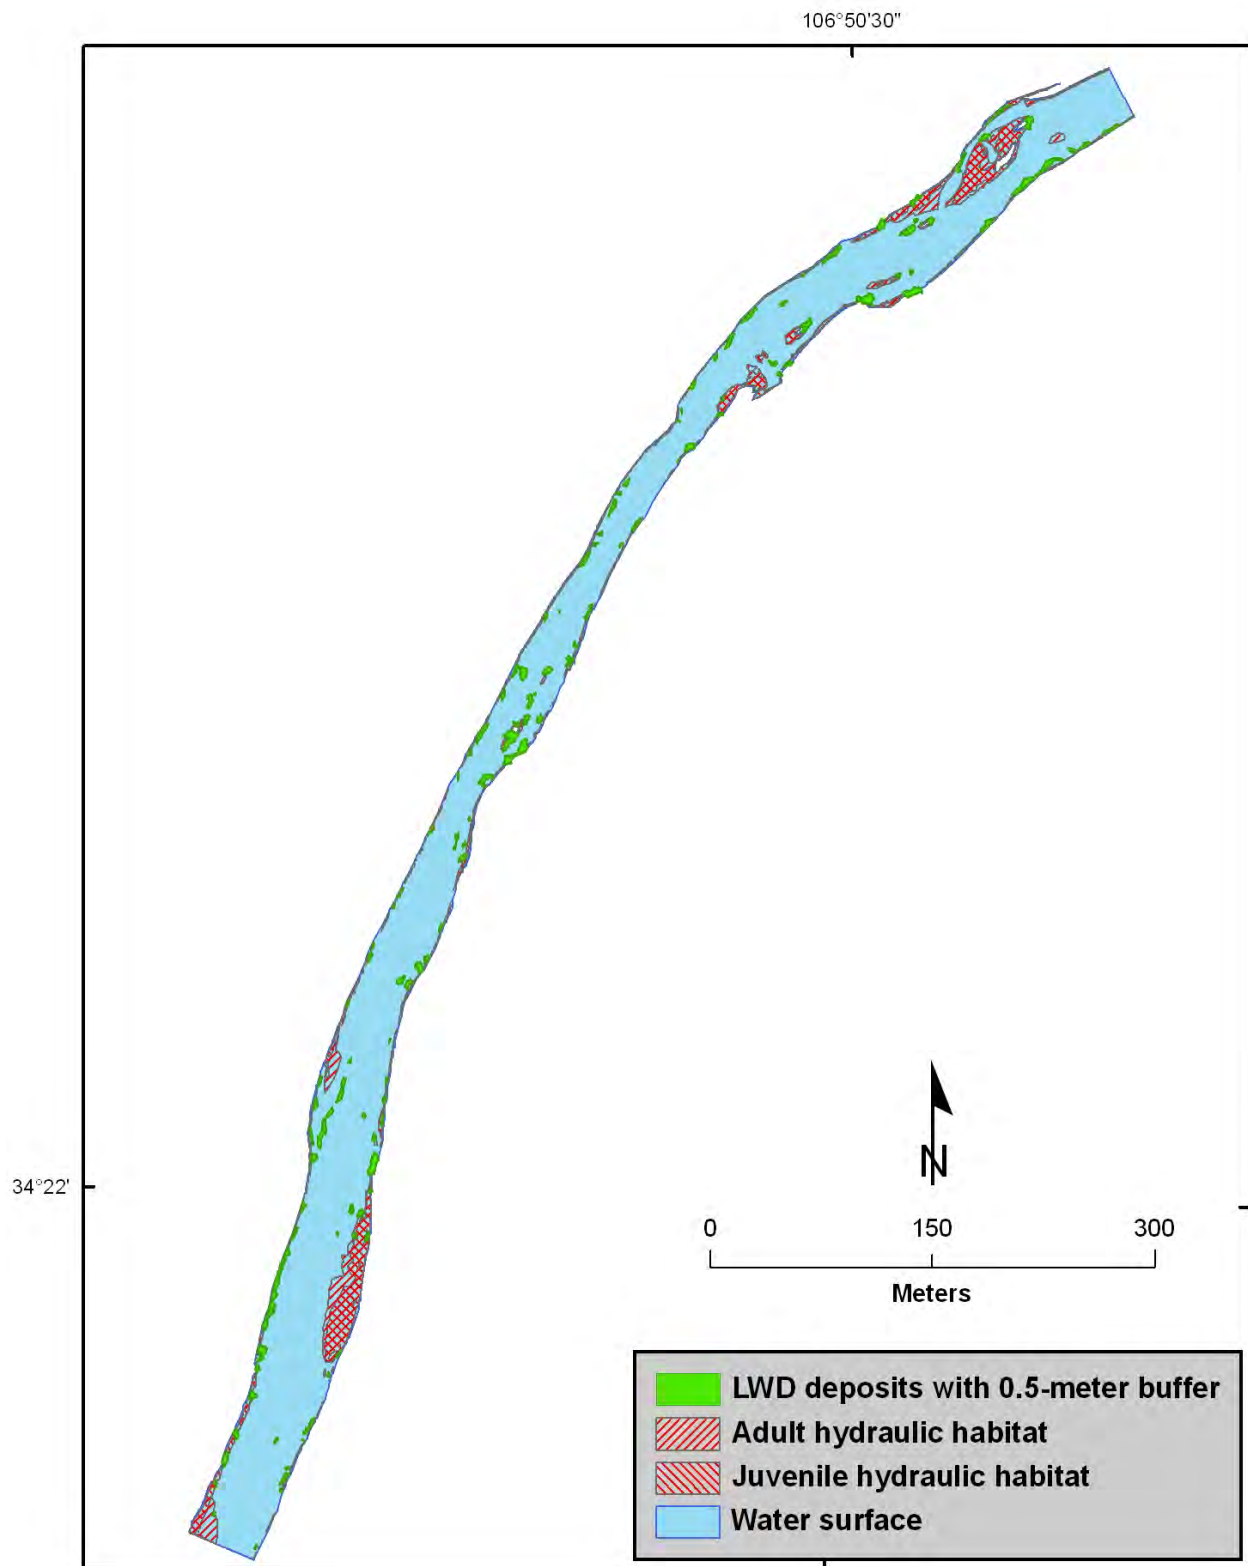 106°50'30"
34°22'
N
0 150 300
Meters
LWD deposits with 0.5-meter buffer
Adult hydraulic habitat
Juvenile hydraulic habitat
Water surface